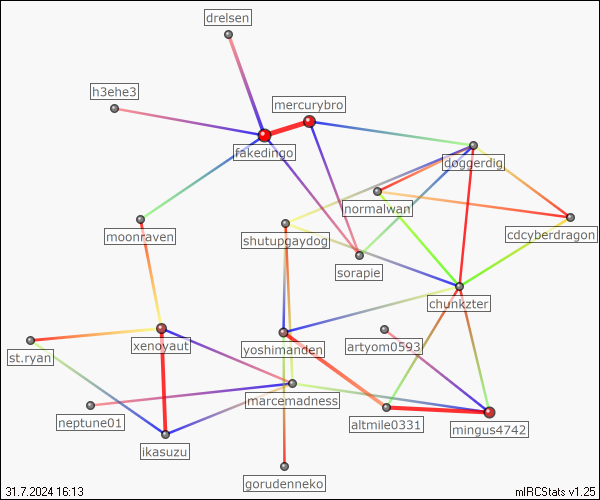 drelsen
h3ehe3
mercurybro
fakedingo
doggerdig
normalwan
moonraven
shutupgaydog
cdcyberdragon
sorapie
chunkzter
xenoyaut
yoshimanden
artyom0593
st.ryan
marcemadness
neptune01
altmile0331
mingus4742
ikasuzu
gorudenneko
31.7.2024 16:13
mIRCStats v1.25